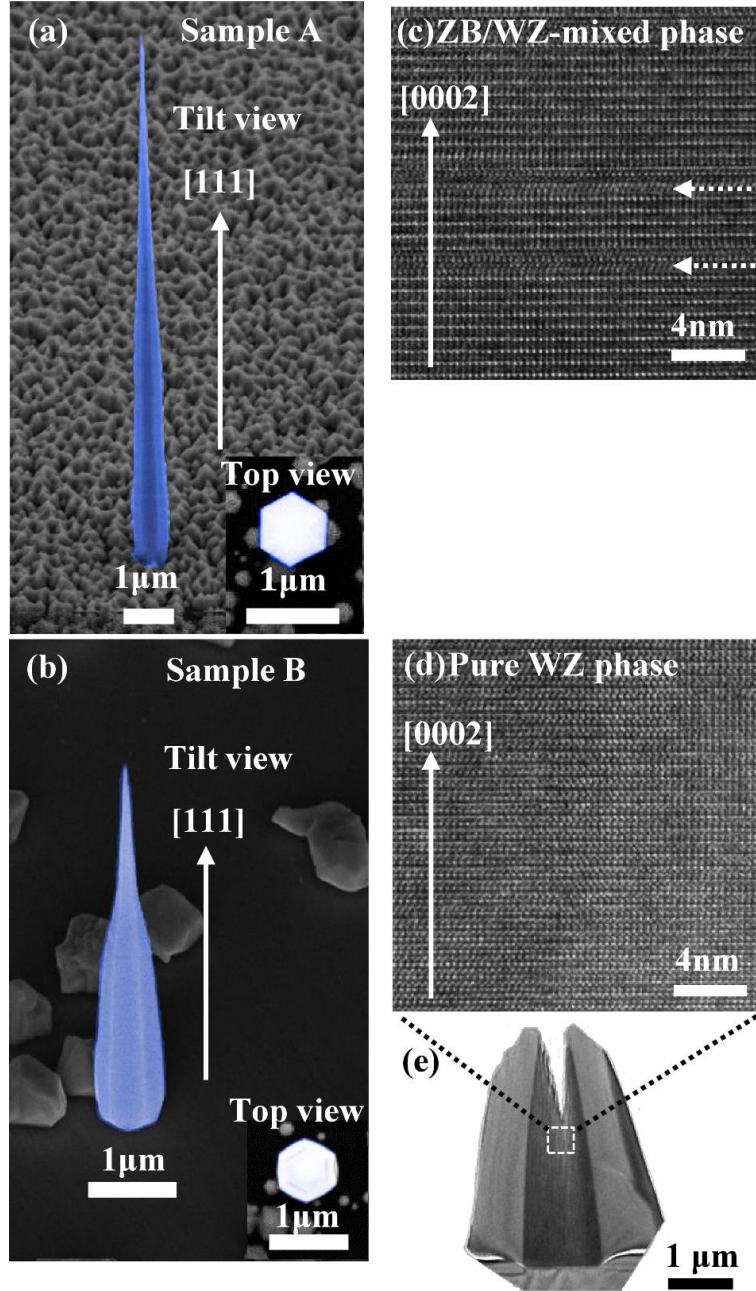 (a) Sample A
Tilt view
[111]
Top view
1μm
1μm
(b) Sample B
Tilt view
[111]
Top view
1μm
1μm
(c) ZB/WZ-mixed phase
[0002]
4nm
(d) Pure WZ phase
[0002]
4nm
(e)
1 μm